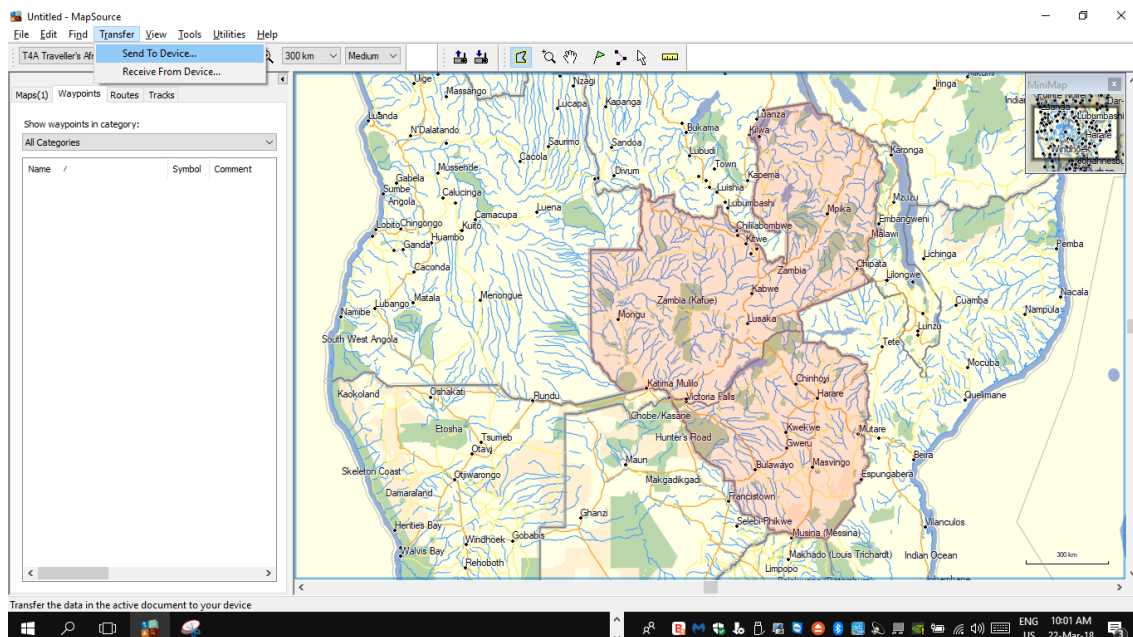 Untitled - MapSource
File Edit Find Transfer View Tools Utilities Help
T4A Traveller's Afr
300 km Medium
Send To Device...
Receive From Device...
Maps(1) Waypoints Routes Tracks
Show waypoints in category:
All Categories
Name / Symbol Comment
MiniMap
Uige
Massango
Nzagi
Lucapa
Kapanga
Luanda
N'Dalatando
Saurimo
Sandoa
Bukama
Luanza
Kilwa
Iringa
Cacola
Lubudi
Karonga
Mussende
Divum
Town
Kapema
Gabela
Luishia
Sumbe
Angola
Calucinga
Luena
Lubumbashi
Mpika
Mzuzu
Camacupa
Embangweni
Lobito
Chingongo
Kuito
Chililabombwe
Malawi
Huambo
Ganda
Kitwe
Pemba
Caconda
Zambia
Chipata
Lichinga
Lilongwe
Menongue
Kabwe
Nacala
Lubango
Matala
Zambia (Kafue)
Cuamba
Namibe
Mongu
Lusaka
Nampula
Lunzu
South West Angola
Tete
Mocuba
Katima Mulilo
Chinhoyi
Kaokoland
Oshakati
Rundu
Victoria Falls
Harare
Quelimane
Chobe/Kasane
Etosha
Tsumeb
Hunter's Road
Kwekwe
Mutare
Otavi
Gweru
Maun
Beira
Skeleton Coast
Otjiwarongo
Makgadikgadi
Bulawayo
Masvingo
Espungabera
Damaraland
Francistown
Ghanzi
Henties Bay
Selebi-Phikwe
Vilanculos
Windhoek
Gobabis
Musina (Messina)
Walvis Bay
Makhado (Louis Trichardt)
Indian Ocean
300 km
Rehoboth
Limpopo
Transfer the data in the active document to your device
ENG 10:01 AM
US 22-Mar-18